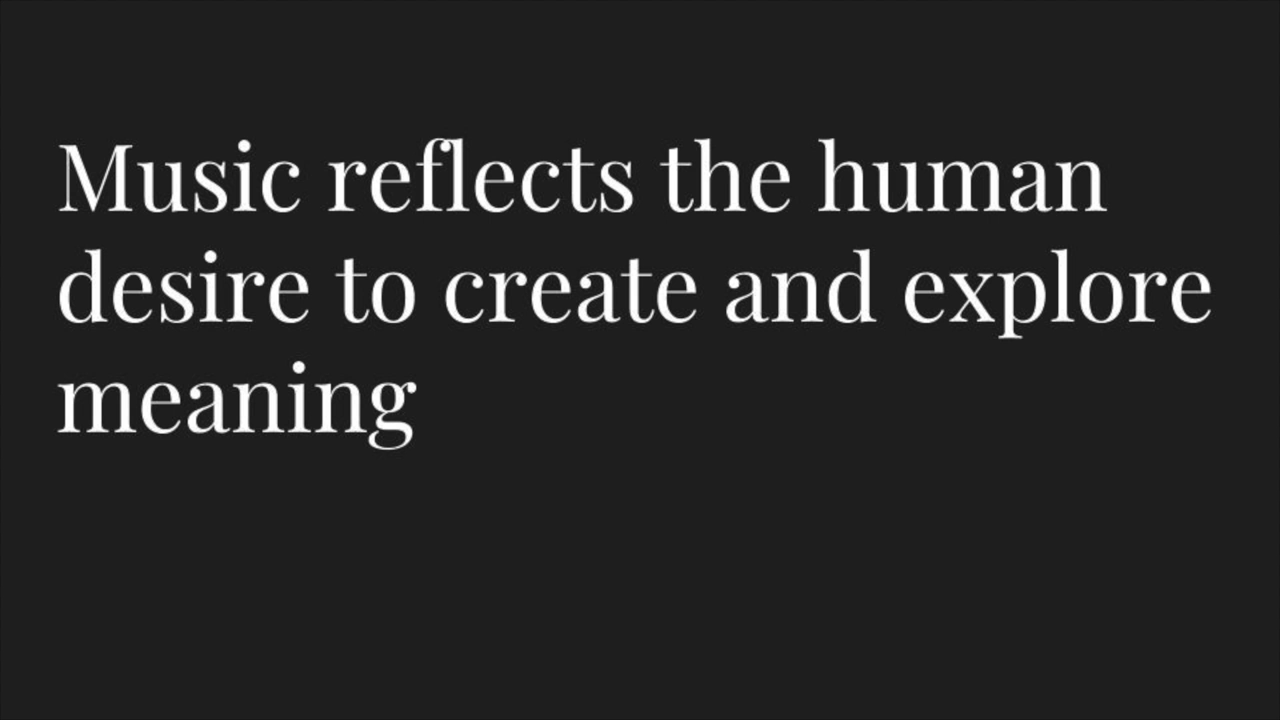 Music reflects the human
desire to create and explore
meaning